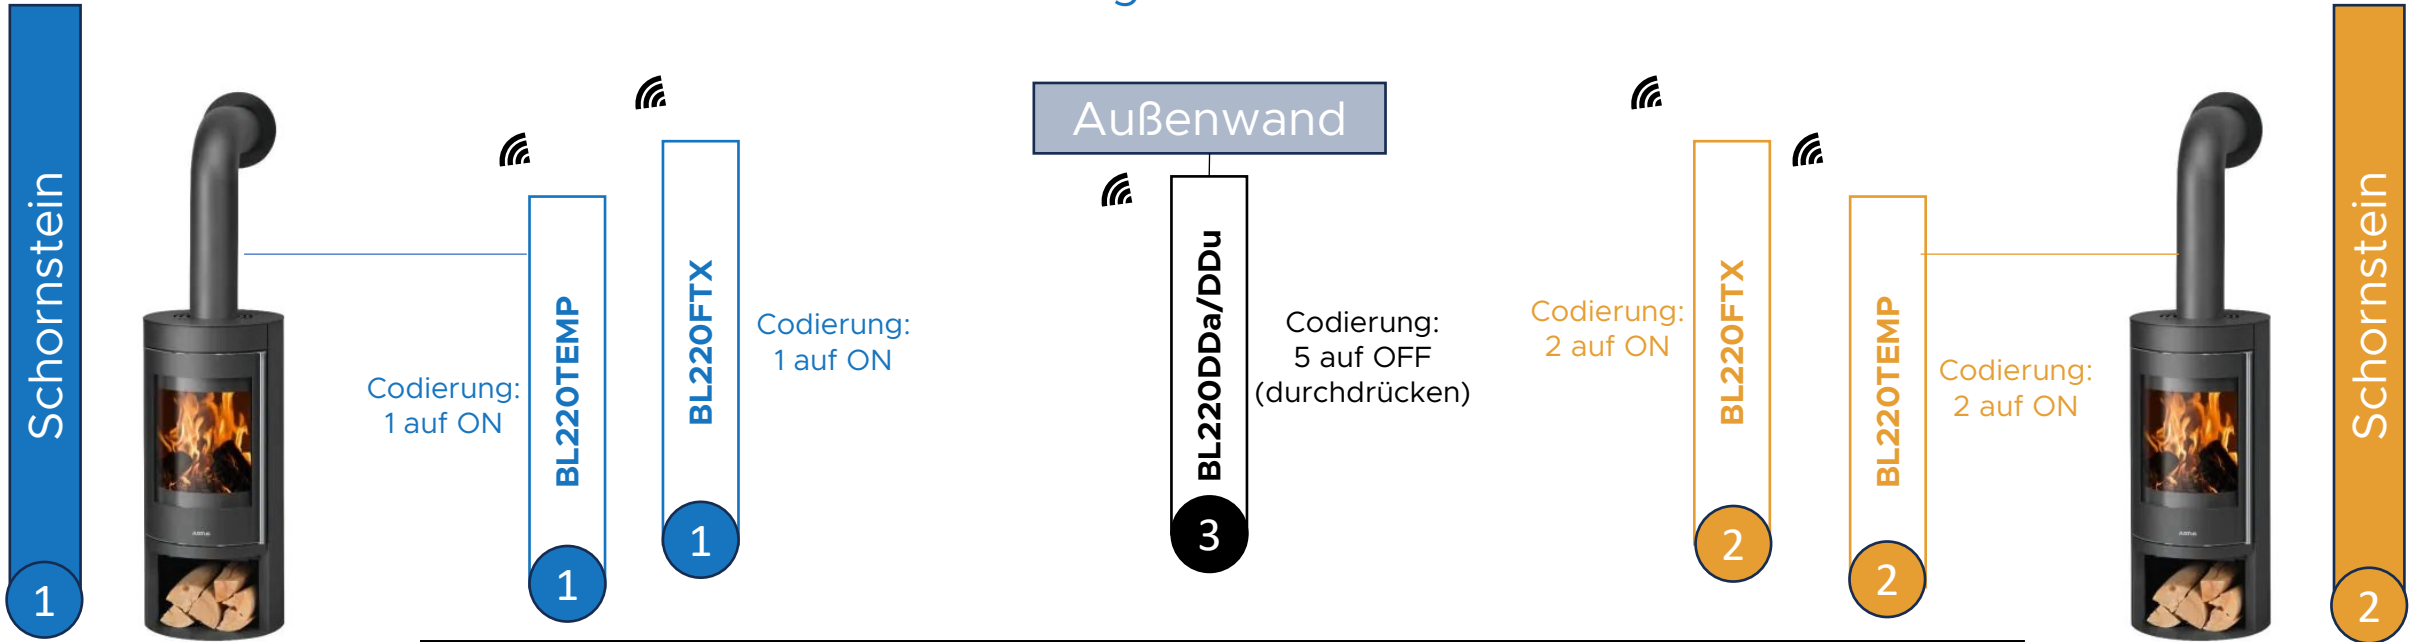 Schornstein
1
Codierung:
1 auf ON
BL220TEMP
1
BL220FTX
1
Codierung:
1 auf ON
Außenwand
BL220DDa/DDu
3
Codierung:
5 auf OFF
(durchdrücken)
Codierung:
2 auf ON
BL220FTX
2
BL220TEMP
2
Codierung:
2 auf ON
Schornstein
2